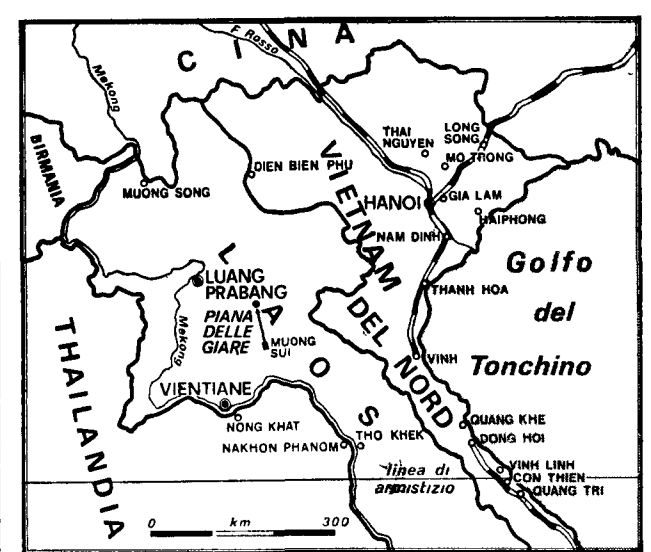 CINA
F. Rosso
Mekong
BIRMANIA
MUONG SONG
DIEN BIEN PHU
THAI
NGUYEN
LONG
SONG
MO TRONG
VIETNAM
DEL NORD
HANOI
GIA LAM
HAIPHONG
NAM DINH
THANH HOA
Golfo
del
Tonchino
LAOS
LUANG
PRABANG
PIANA
DELLE
GIARE
MUONG
SUI
Mekong
THAILANDIA
VIENTIANE
VINH
NONG KHAT
NAKHON PHANOM
THO KHEK
QUANG KHE
DONG HOI
linea di
armistizio
VINH LINH
CON THIEN
QUANG TRI
0 km 300